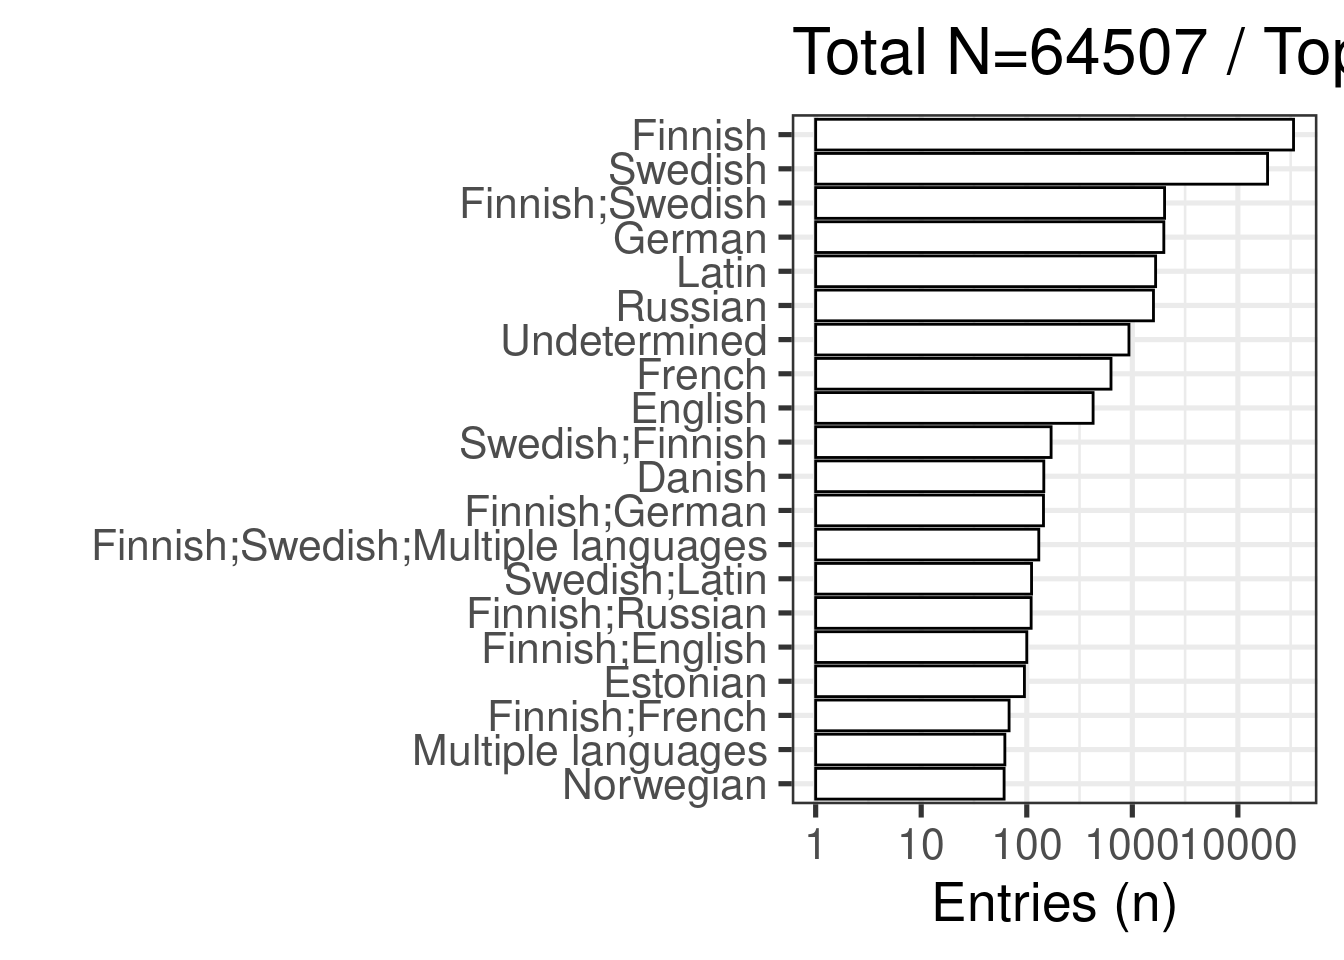 Total N=64507 / Top
Finnish
Swedish
Finnish;Swedish
German
Latin
Russian
Undetermined
French
English
Swedish;Finnish
Danish
Finnish;German
Finnish;Swedish;Multiple languages
Swedish;Latin
Finnish;Russian
Finnish;English
Estonian
Finnish;French
Multiple languages
Norwegian
1 10 100 1000 10000
Entries (n)